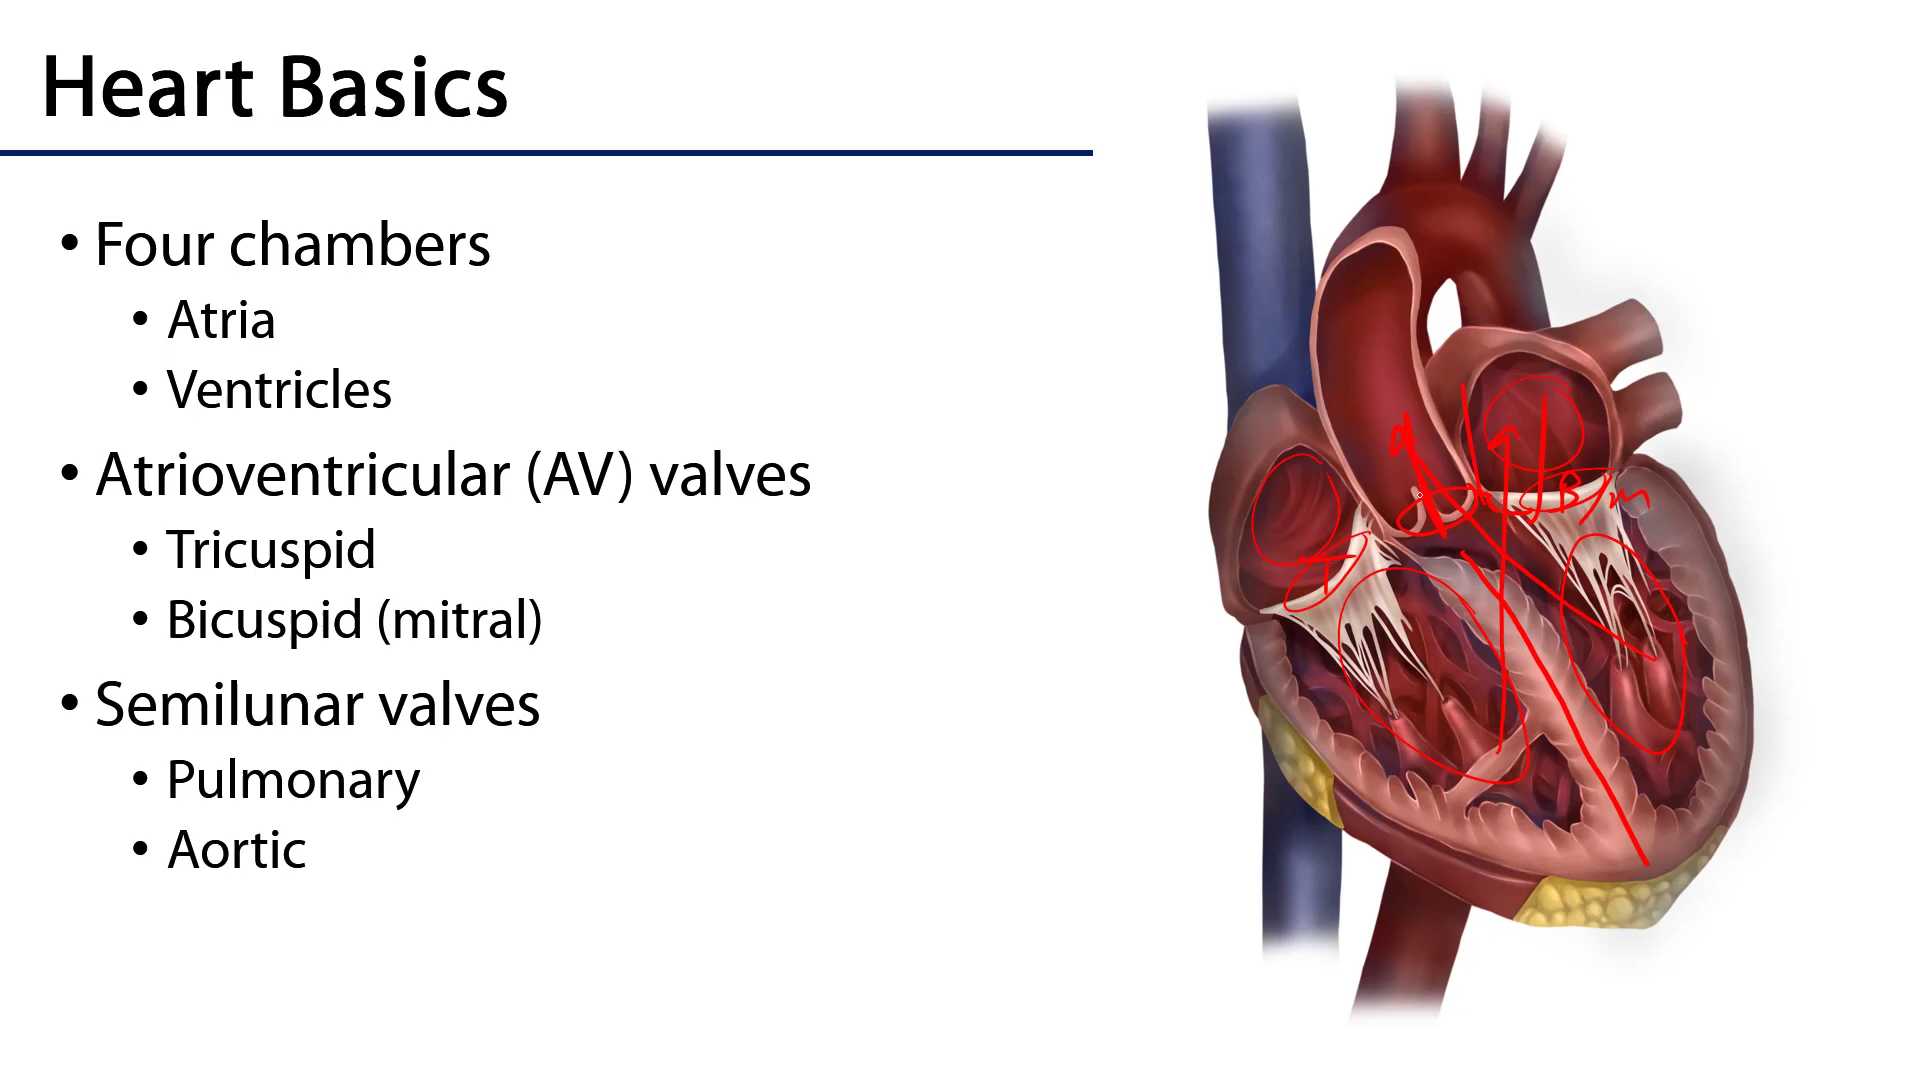 Heart Basics
• Four chambers
• Atria
• Ventricles
• Atrioventricular (AV) valves
• Tricuspid
• Bicuspid (mitral)
• Semilunar valves
• Pulmonary
• Aortic
T
B/m